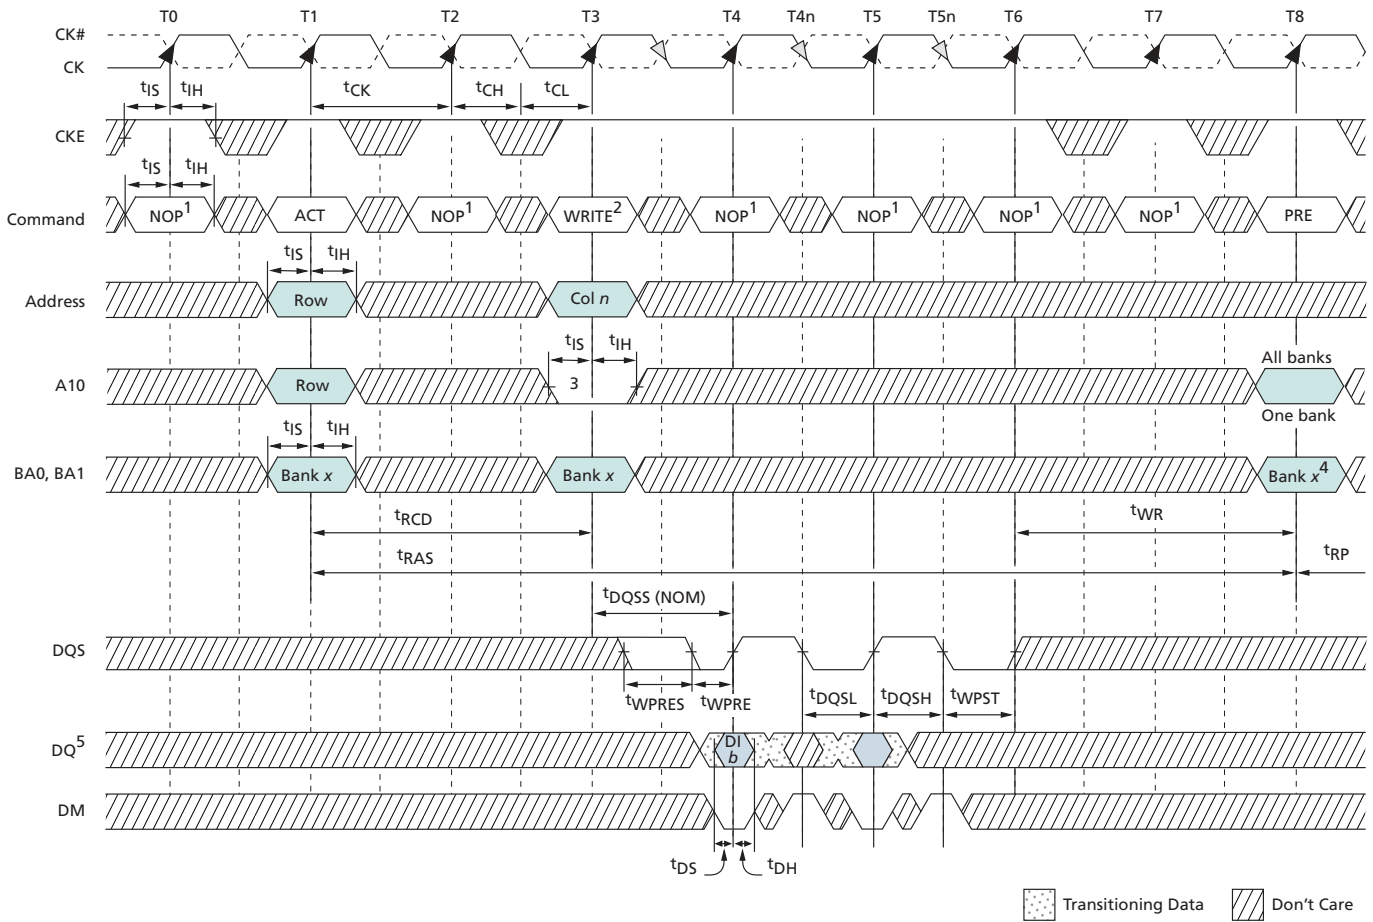 T0 T1 T2 T3 T4 T4n T5 T5n T6 T7 T8
CK#
CK
tIS tIH tCK tCH tCL
CKE
tIS tIH
Command NOP1 ACT NOP1 WRITE2 NOP1 NOP1 NOP1 NOP1 PRE
tIS tIH
Address Row Col n
tIS tIH
All banks
A10 Row 3
One bank
tIS tIH
BA0, BA1 Bank x Bank x Bank x4
tRCD tWR
tRAS tRP
tDQSS (NOM)
DQS
tWPRES tWPRE tDQSL tDQSH tWPST
DQ5 DI
b
DM
tDS tDH
Transitioning Data Don't Care